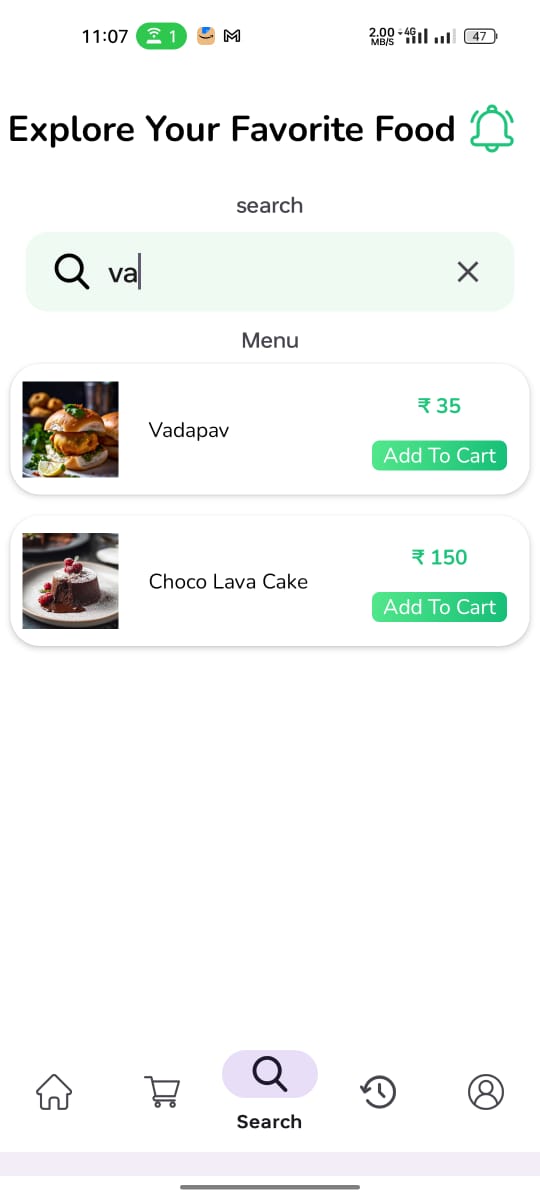 11:07 1 2.00 MB/S 4G 47
Explore Your Favorite Food
search
va
Menu
₹ 35
Vadapav
Add To Cart
₹ 150
Choco Lava Cake
Add To Cart
Search